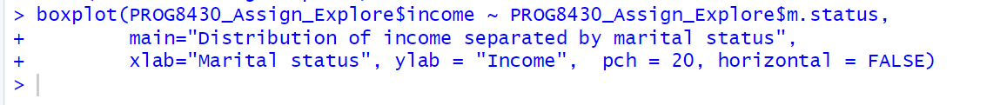 > boxplot(PROG8430_Assign_Explore$income ~ PROG8430_Assign_Explore$m.status,
+         main="Distribution of income separated by marital status",
+         xlab="Marital status", ylab = "Income",  pch = 20, horizontal = FALSE)
>